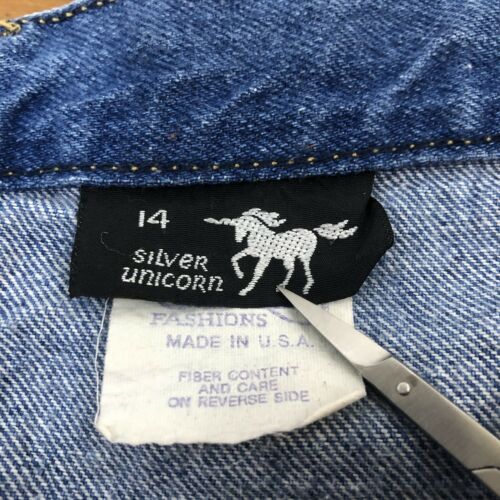 14
SILVER
UNICORN
FASHIONS
MADE IN U.S.A.
FIBER CONTENT
AND CARE
ON REVERSE SIDE